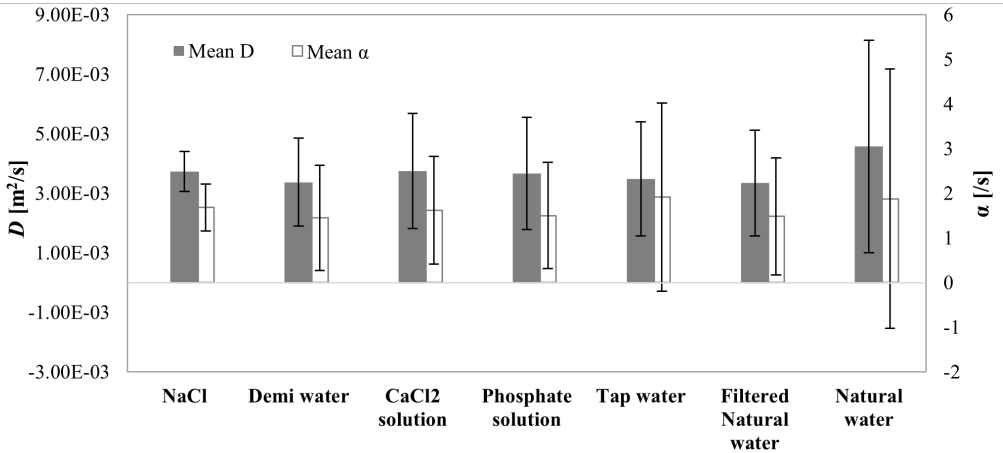 9.00E-03
7.00E-03
5.00E-03
3.00E-03
1.00E-03
-1.00E-03
-3.00E-03
D [m²/s]
Mean D
Mean α
6
5
4
3
2
1
0
-1
-2
α [/s]
NaCl
Demi water
CaCl2
solution
Phosphate
solution
Tap water
Filtered
Natural
water
Natural
water